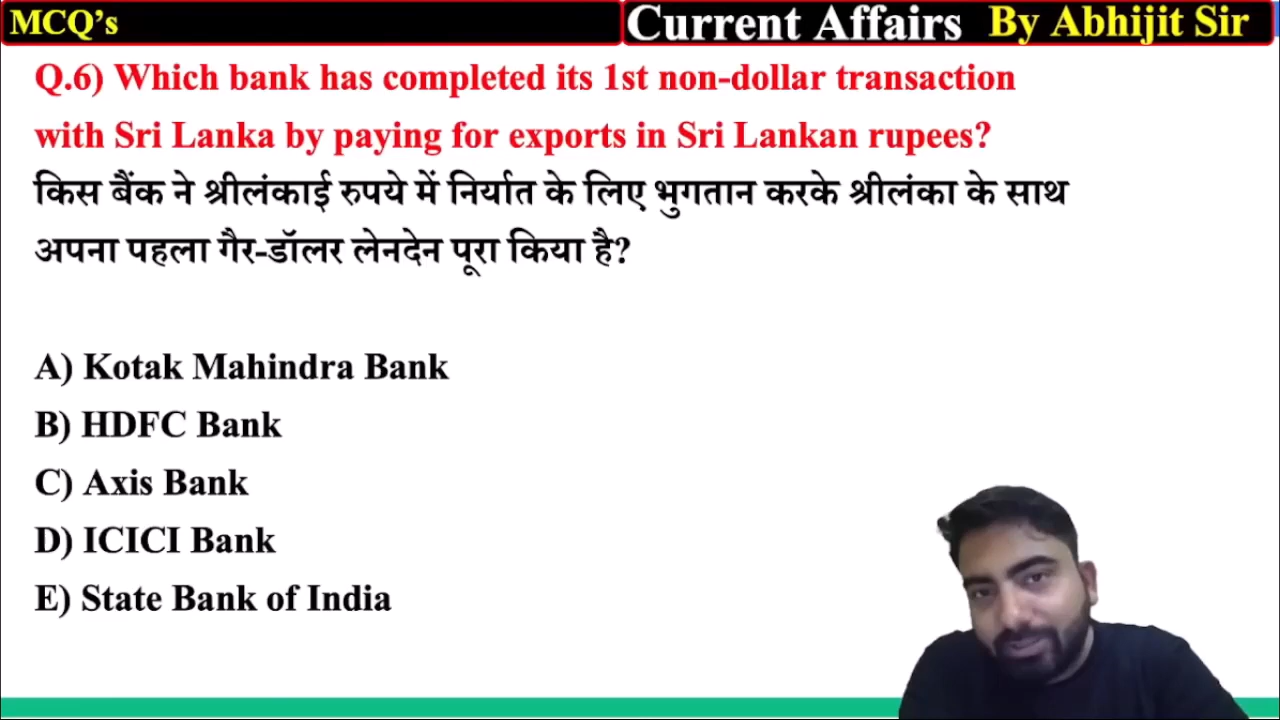 MCQ’s
Current Affairs By Abhijit Sir
Q.6) Which bank has completed its 1st non-dollar transaction
with Sri Lanka by paying for exports in Sri Lankan rupees?
किस बैंक ने श्रीलंकाई रुपये में निर्यात के लिए भुगतान करके श्रीलंका के साथ
अपना पहला गैर-डॉलर लेनदेन पूरा किया है?
A) Kotak Mahindra Bank
B) HDFC Bank
C) Axis Bank
D) ICICI Bank
E) State Bank of India